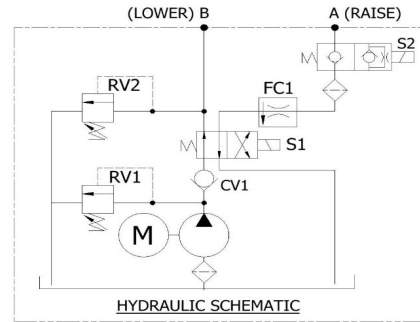 (LOWER) B A (RAISE)
S2
RV2
FC1
S1
RV1
CV1
M
HYDRAULIC SCHEMATIC